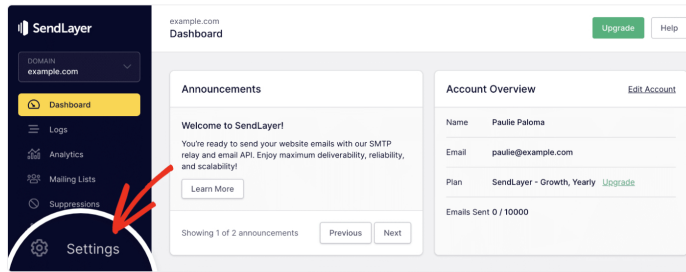 SendLayer
DOMAIN
example.com
Dashboard
Logs
Analytics
Mailing Lists
Suppressions
Settings
example.com
Dashboard
Upgrade
Help
Announcements
Welcome to SendLayer!
You're ready to send your website emails with our SMTP
relay and email API. Enjoy maximum deliverability, reliability,
and scalability!
Learn More
Showing 1 of 2 announcements
Previous
Next
Account Overview
Edit Account
Name Paulie Paloma
Email paulie@example.com
Plan SendLayer - Growth, Yearly Upgrade
Emails Sent 0 / 10000